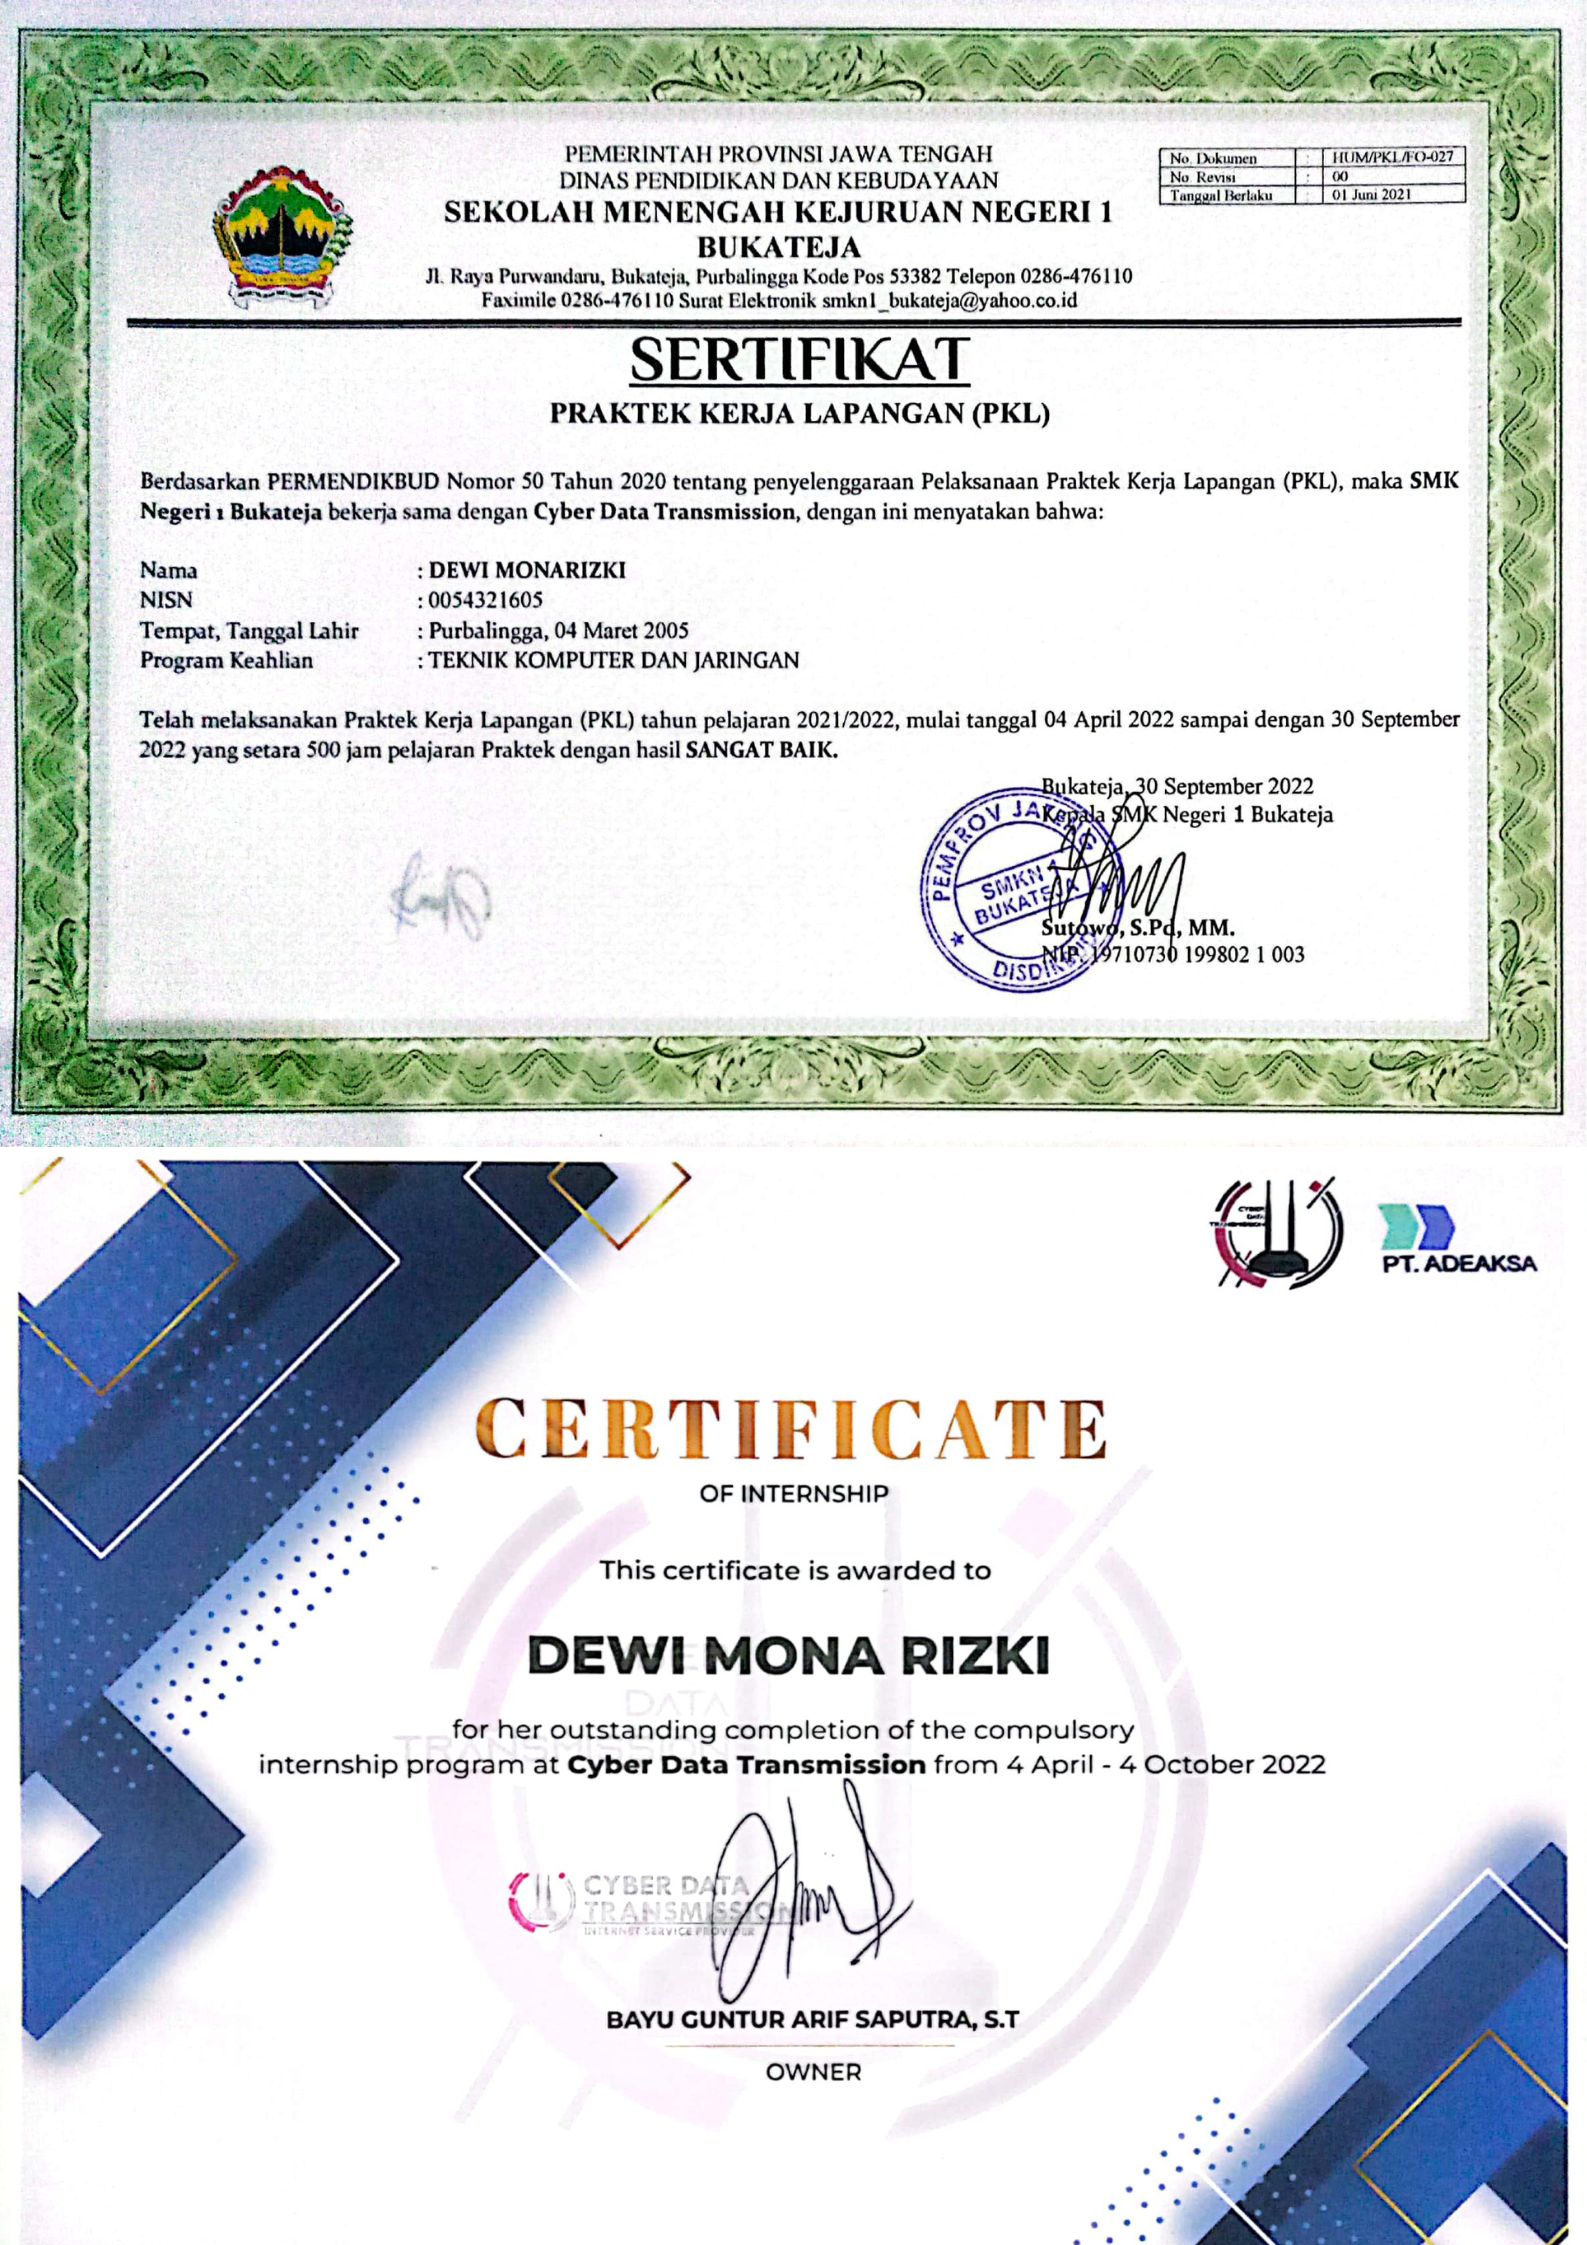 PEMERINTAH PROVINSI JAWA TENGAH
DINAS PENDIDIKAN DAN KEBUDAYAAN
SEKOLAH MENENGAH KEJURUAN NEGERI 1
BUKATEJA
Jl. Raya Purwandaru, Bukateja, Purbalingga Kode Pos 53382 Telepon 0286-476110
Faximile 0286-476110 Surat Elektronik smkn1_bukateja@yahoo.co.id
No. Dokumen : HUM/PKL/FO-027
No. Revisi : 00
Tanggal Berlaku : 01 Juni 2021
SERTIFIKAT
PRAKTEK KERJA LAPANGAN (PKL)
Berdasarkan PERMENDIKBUD Nomor 50 Tahun 2020 tentang penyelenggaraan Pelaksanaan Praktek Kerja Lapangan (PKL), maka SMK
Negeri 1 Bukateja bekerja sama dengan Cyber Data Transmission, dengan ini menyatakan bahwa:
Nama : DEWI MONARIZKI
NISN : 0054321605
Tempat, Tanggal Lahir : Purbalingga, 04 Maret 2005
Program Keahlian : TEKNIK KOMPUTER DAN JARINGAN
Telah melaksanakan Praktek Kerja Lapangan (PKL) tahun pelajaran 2021/2022, mulai tanggal 04 April 2022 sampai dengan 30 September
2022 yang setara 500 jam pelajaran Praktek dengan hasil SANGAT BAIK.
Bukateja, 30 September 2022
Kepala SMK Negeri 1 Bukateja
PEMPROV JATENG
SMKN 1
BUKATEJA
Sutowo, S.Pd, MM.
NIP. 19710730 199802 1 003
CYBER
DATA
TRANSMISSION
PT. ADEAKSA
CERTIFICATE
OF INTERNSHIP
This certificate is awarded to
DEWI MONA RIZKI
DATA
TRANSMISSION
for her outstanding completion of the compulsory
internship program at Cyber Data Transmission from 4 April - 4 October 2022
CYBER DATA
TRANSMISSION
INTERNET SERVICE PROVIDER
BAYU GUNTUR ARIF SAPUTRA, S.T
OWNER